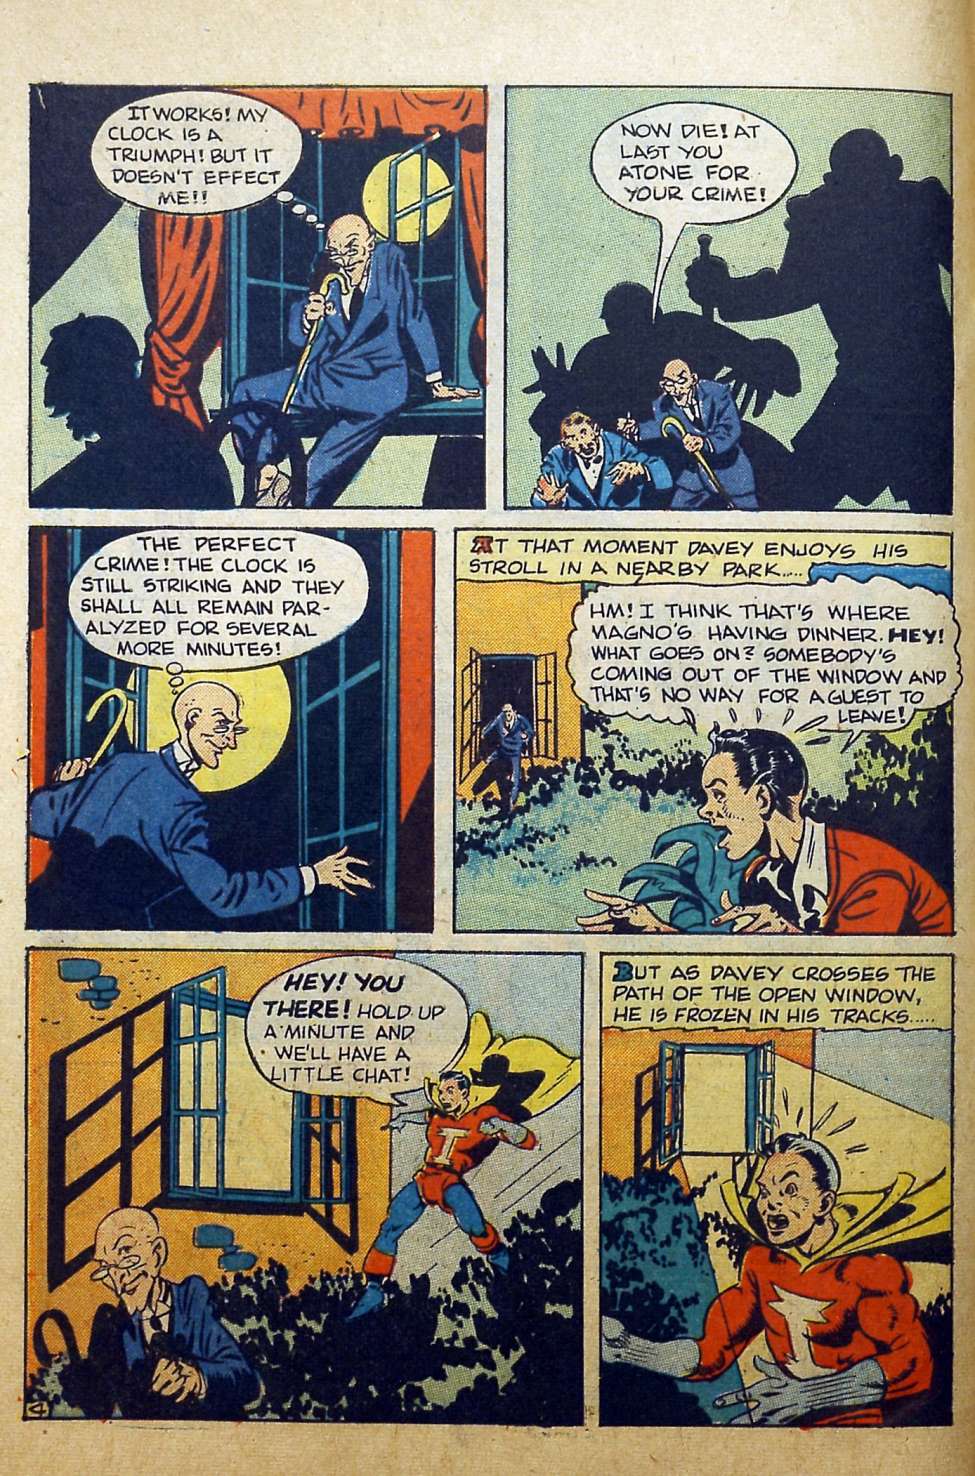 IT WORKS! MY
CLOCK IS A
TRIUMPH! BUT IT
DOESN'T EFFECT
ME!!
NOW DIE! AT
LAST YOU
ATONE FOR
YOUR CRIME!
THE PERFECT
CRIME! THE CLOCK IS
STILL STRIKING AND THEY
SHALL ALL REMAIN PAR-
ALYZED FOR SEVERAL
MORE MINUTES!
AT THAT MOMENT DAVEY ENJOYS HIS
STROLL IN A NEARBY PARK.....
HM! I THINK THAT'S WHERE
MAGNO'S HAVING DINNER. HEY!
WHAT GOES ON? SOMEBODY'S
COMING OUT OF THE WINDOW AND
THAT'S NO WAY FOR A GUEST TO
LEAVE!
HEY! YOU
THERE! HOLD UP
A MINUTE AND
WE'LL HAVE A
LITTLE CHAT!
T
4
BUT AS DAVEY CROSSES THE
PATH OF THE OPEN WINDOW,
HE IS FROZEN IN HIS TRACKS.....
T